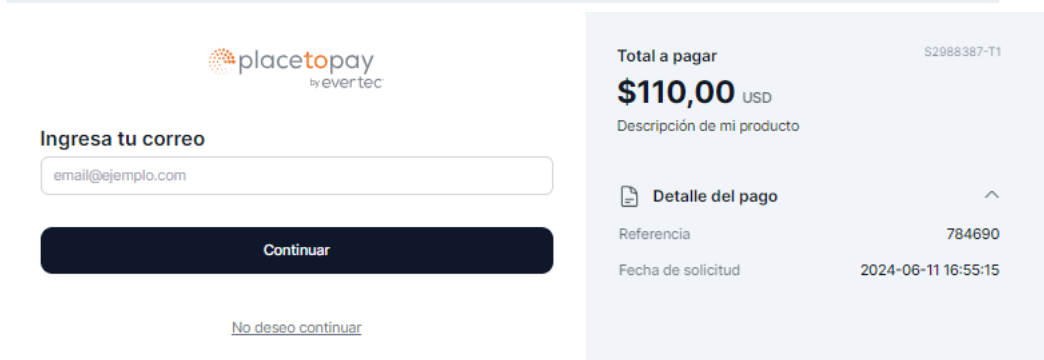 placetopay
by evertec
Ingresa tu correo
email@ejemplo.com
Continuar
No deseo continuar
Total a pagar
S2988387-T1
$110,00 USD
Descripción de mi producto
Detalle del pago
Referencia 784690
Fecha de solicitud 2024-06-11 16:55:15